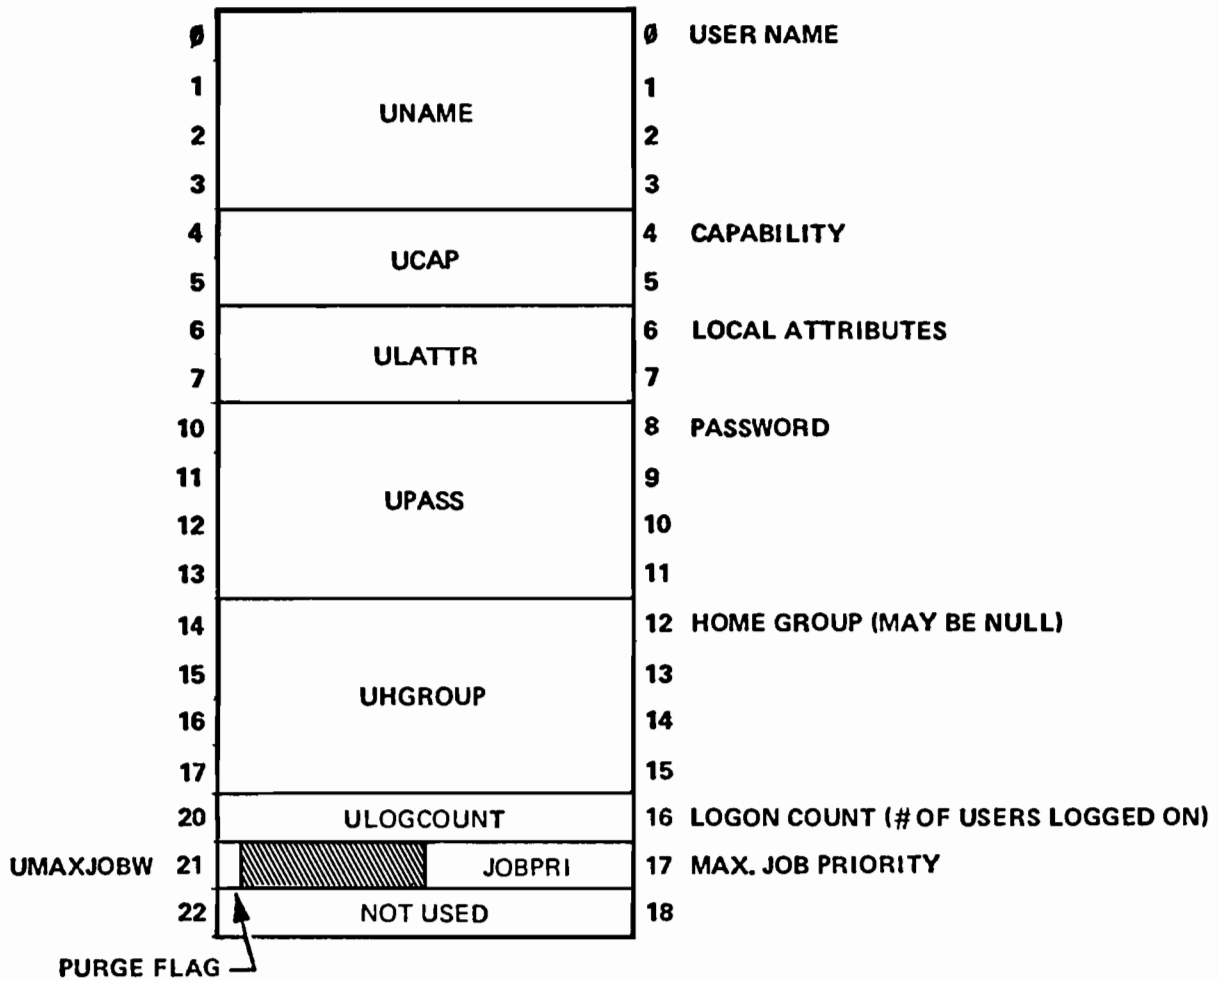 Ø Ø USER NAME
1 1
UNAME
2 2
3 3
4 4 CAPABILITY
UCAP
5 5
6 6 LOCAL ATTRIBUTES
ULATTR
7 7
10 8 PASSWORD
11 9
UPASS
12 10
13 11
14 12 HOME GROUP (MAY BE NULL)
15 13
UHGROUP
16 14
17 15
20 ULOGCOUNT 16 LOGON COUNT (# OF USERS LOGGED ON)
UMAXJOBW 21 JOBPRI 17 MAX. JOB PRIORITY
22 NOT USED 18
PURGE FLAG